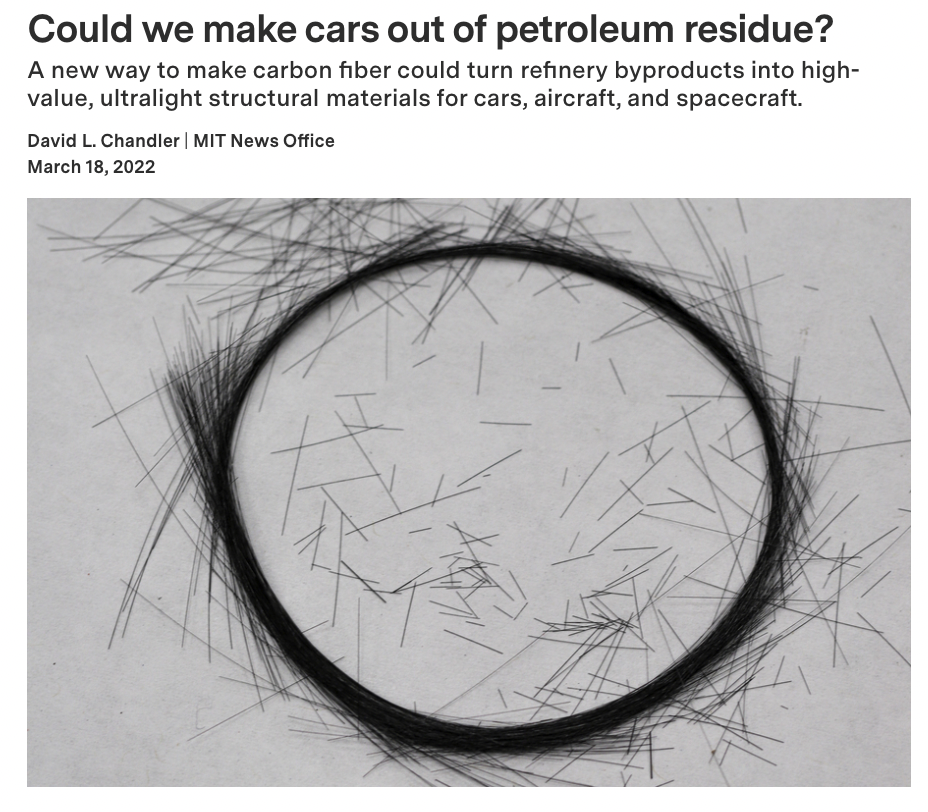 Could we make cars out of petroleum residue?
A new way to make carbon fiber could turn refinery byproducts into high-
value, ultralight structural materials for cars, aircraft, and spacecraft.
David L. Chandler | MIT News Office
March 18, 2022